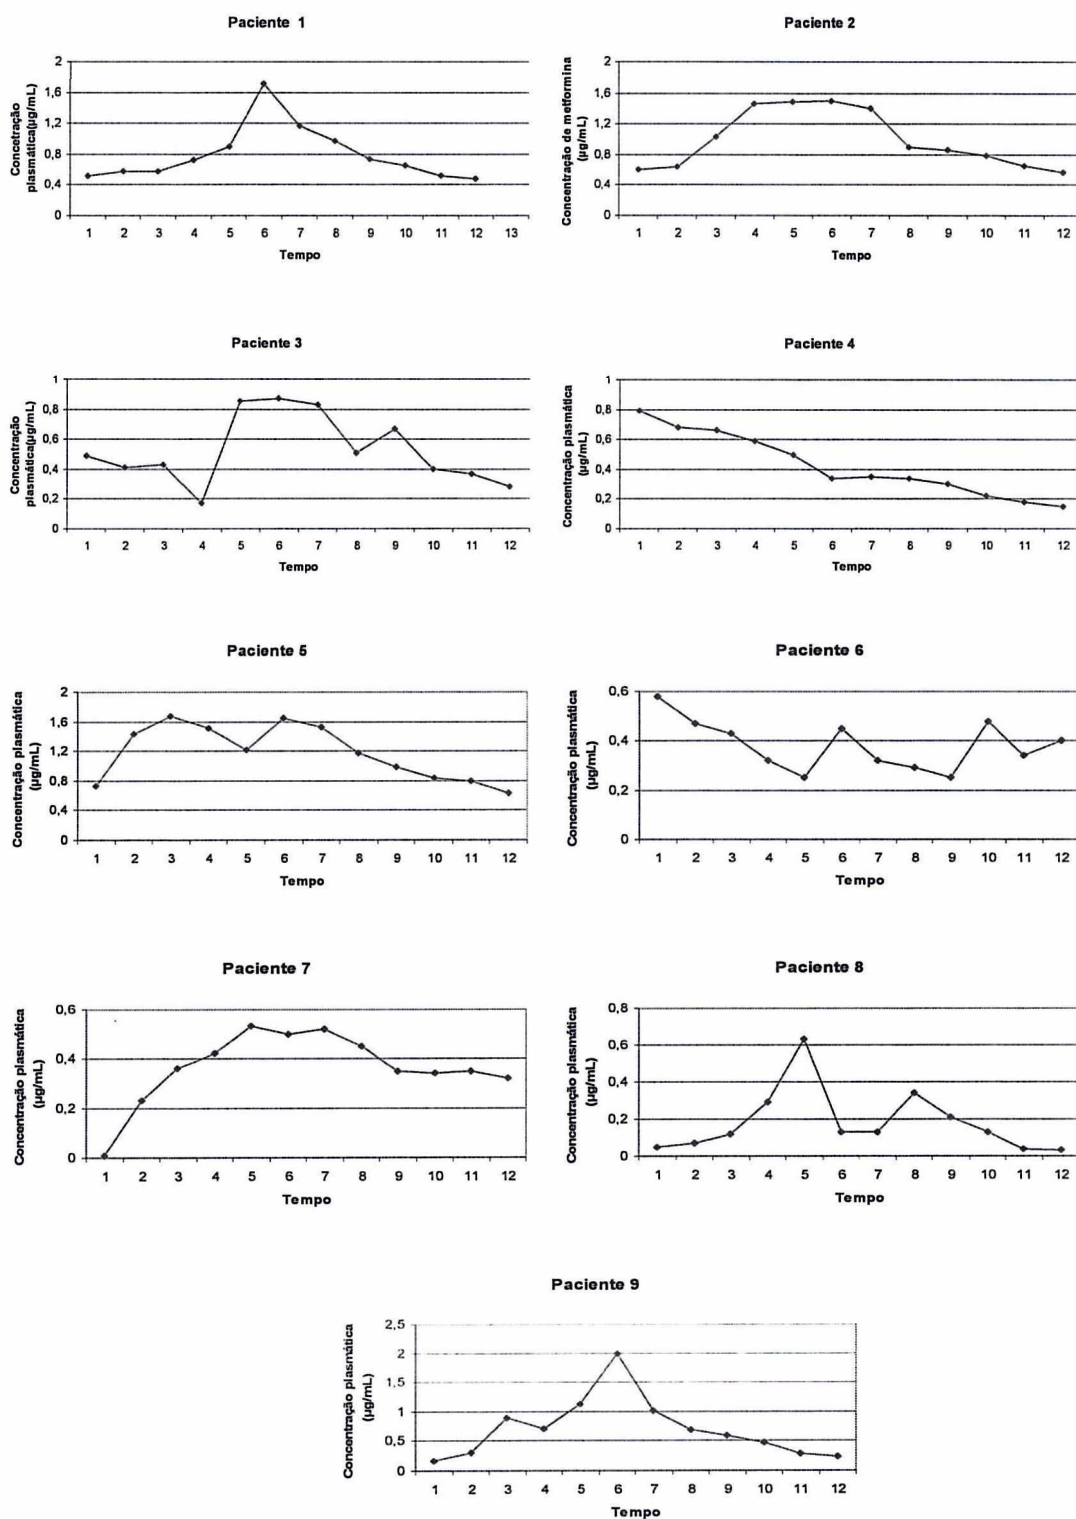 Paciente 1
Concetração
plasmática(µg/mL)
2
1,6
1,2
0,8
0,4
0
1 2 3 4 5 6 7 8 9 10 11 12 13
Tempo
Paciente 2
Concentração de metformina
(µg/mL)
2
1,6
1,2
0,8
0,4
0
1 2 3 4 5 6 7 8 9 10 11 12
Tempo
Paciente 3
Concentração
plasmática(µg/mL)
1
0,8
0,6
0,4
0,2
0
1 2 3 4 5 6 7 8 9 10 11 12
Tempo
Paciente 4
Concentração plasmática
(µg/mL)
1
0,8
0,6
0,4
0,2
0
1 2 3 4 5 6 7 8 9 10 11 12
Tempo
Paciente 5
Concentração plasmática
(µg/mL)
2
1,6
1,2
0,8
0,4
0
1 2 3 4 5 6 7 8 9 10 11 12
Tempo
Paciente 6
Concentração plasmática
(µg/mL)
0,6
0,4
0,2
0
1 2 3 4 5 6 7 8 9 10 11 12
Tempo
Paciente 7
Concentração plasmática
(µg/mL)
0,6
0,4
0,2
0
1 2 3 4 5 6 7 8 9 10 11 12
Tempo
Paciente 8
Concentração plasmática
(µg/mL)
0,8
0,6
0,4
0,2
0
1 2 3 4 5 6 7 8 9 10 11 12
Tempo
Paciente 9
Concentração plasmática
(µg/mL)
2,5
2
1,5
1
0,5
0
1 2 3 4 5 6 7 8 9 10 11 12
Tempo